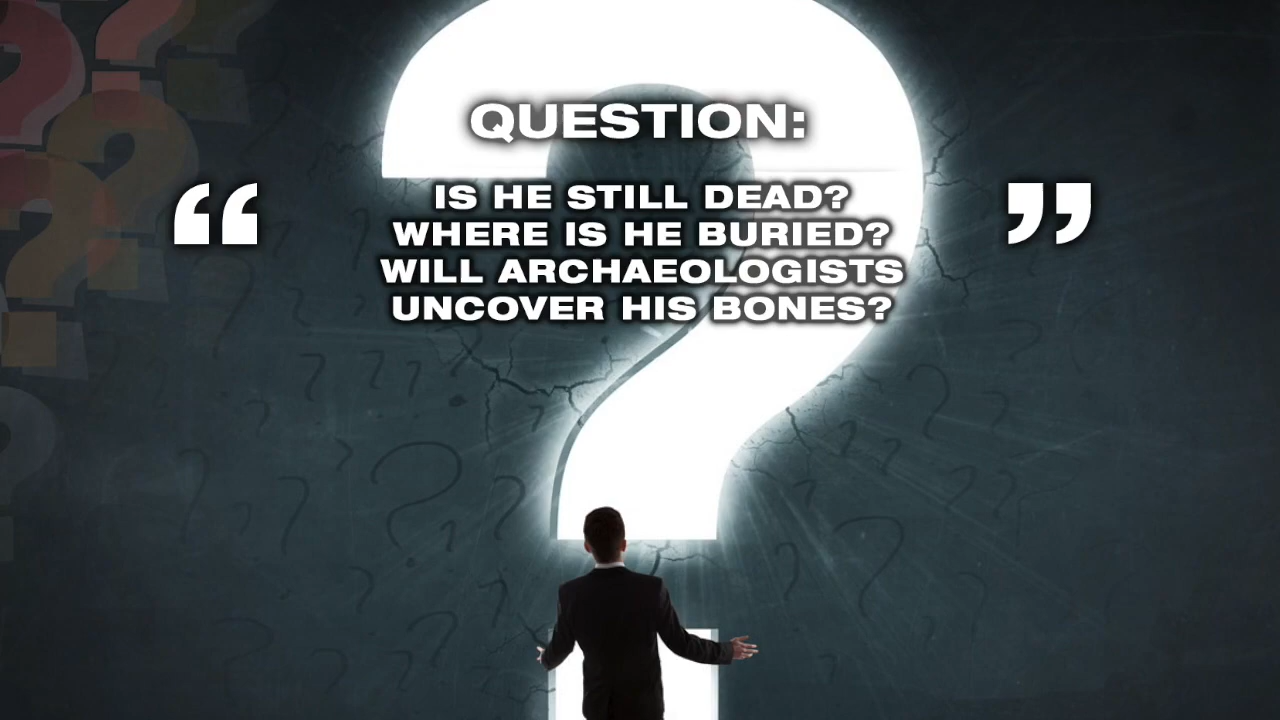 QUESTION:
“ IS HE STILL DEAD? ”
WHERE IS HE BURIED?
WILL ARCHAEOLOGISTS
UNCOVER HIS BONES?